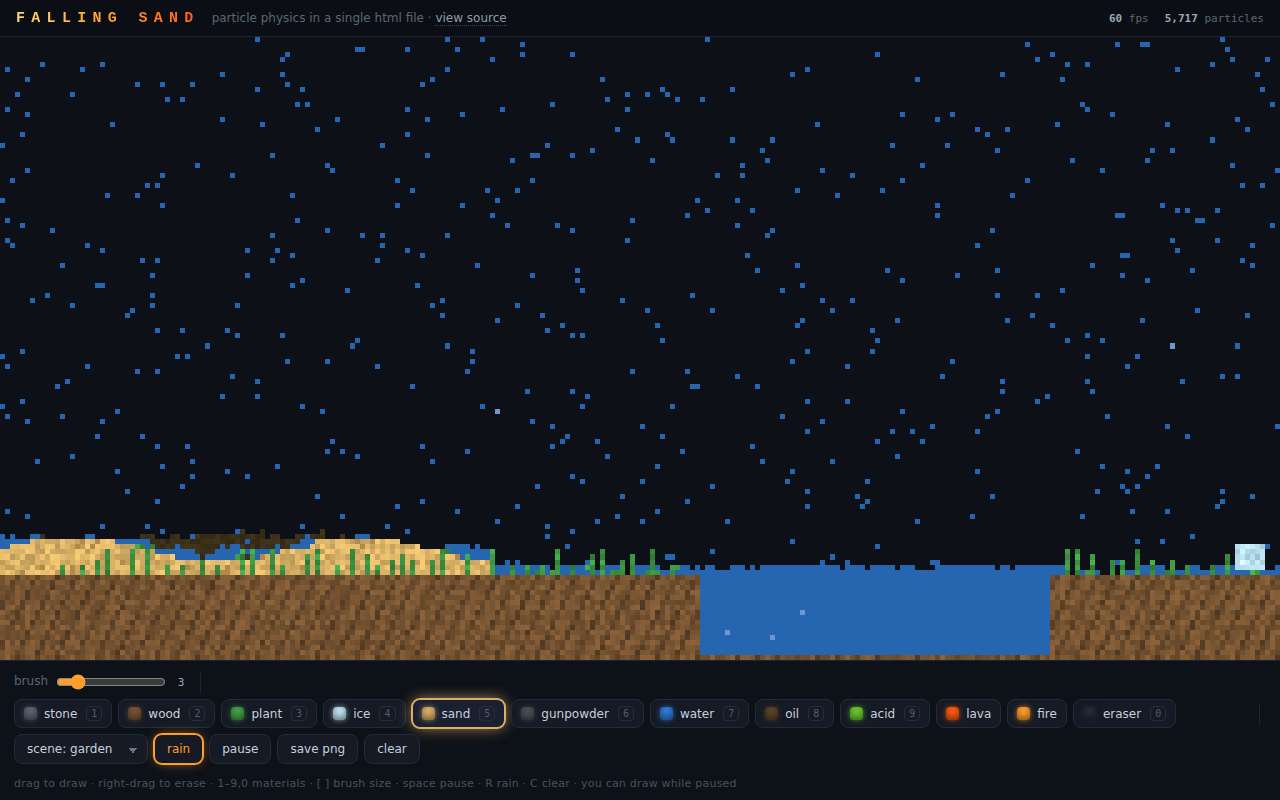 FALLING SAND particle physics in a single html file · view source 60 fps 5,717 particles
brush 3
stone 1 wood 2 plant 3 ice 4 sand 5 gunpowder 6 water 7 oil 8 acid 9 lava fire eraser 0
scene: garden rain pause save png clear
drag to draw · right-drag to erase · 1–9,0 materials · [ ] brush size · space pause · R rain · C clear · you can draw while paused